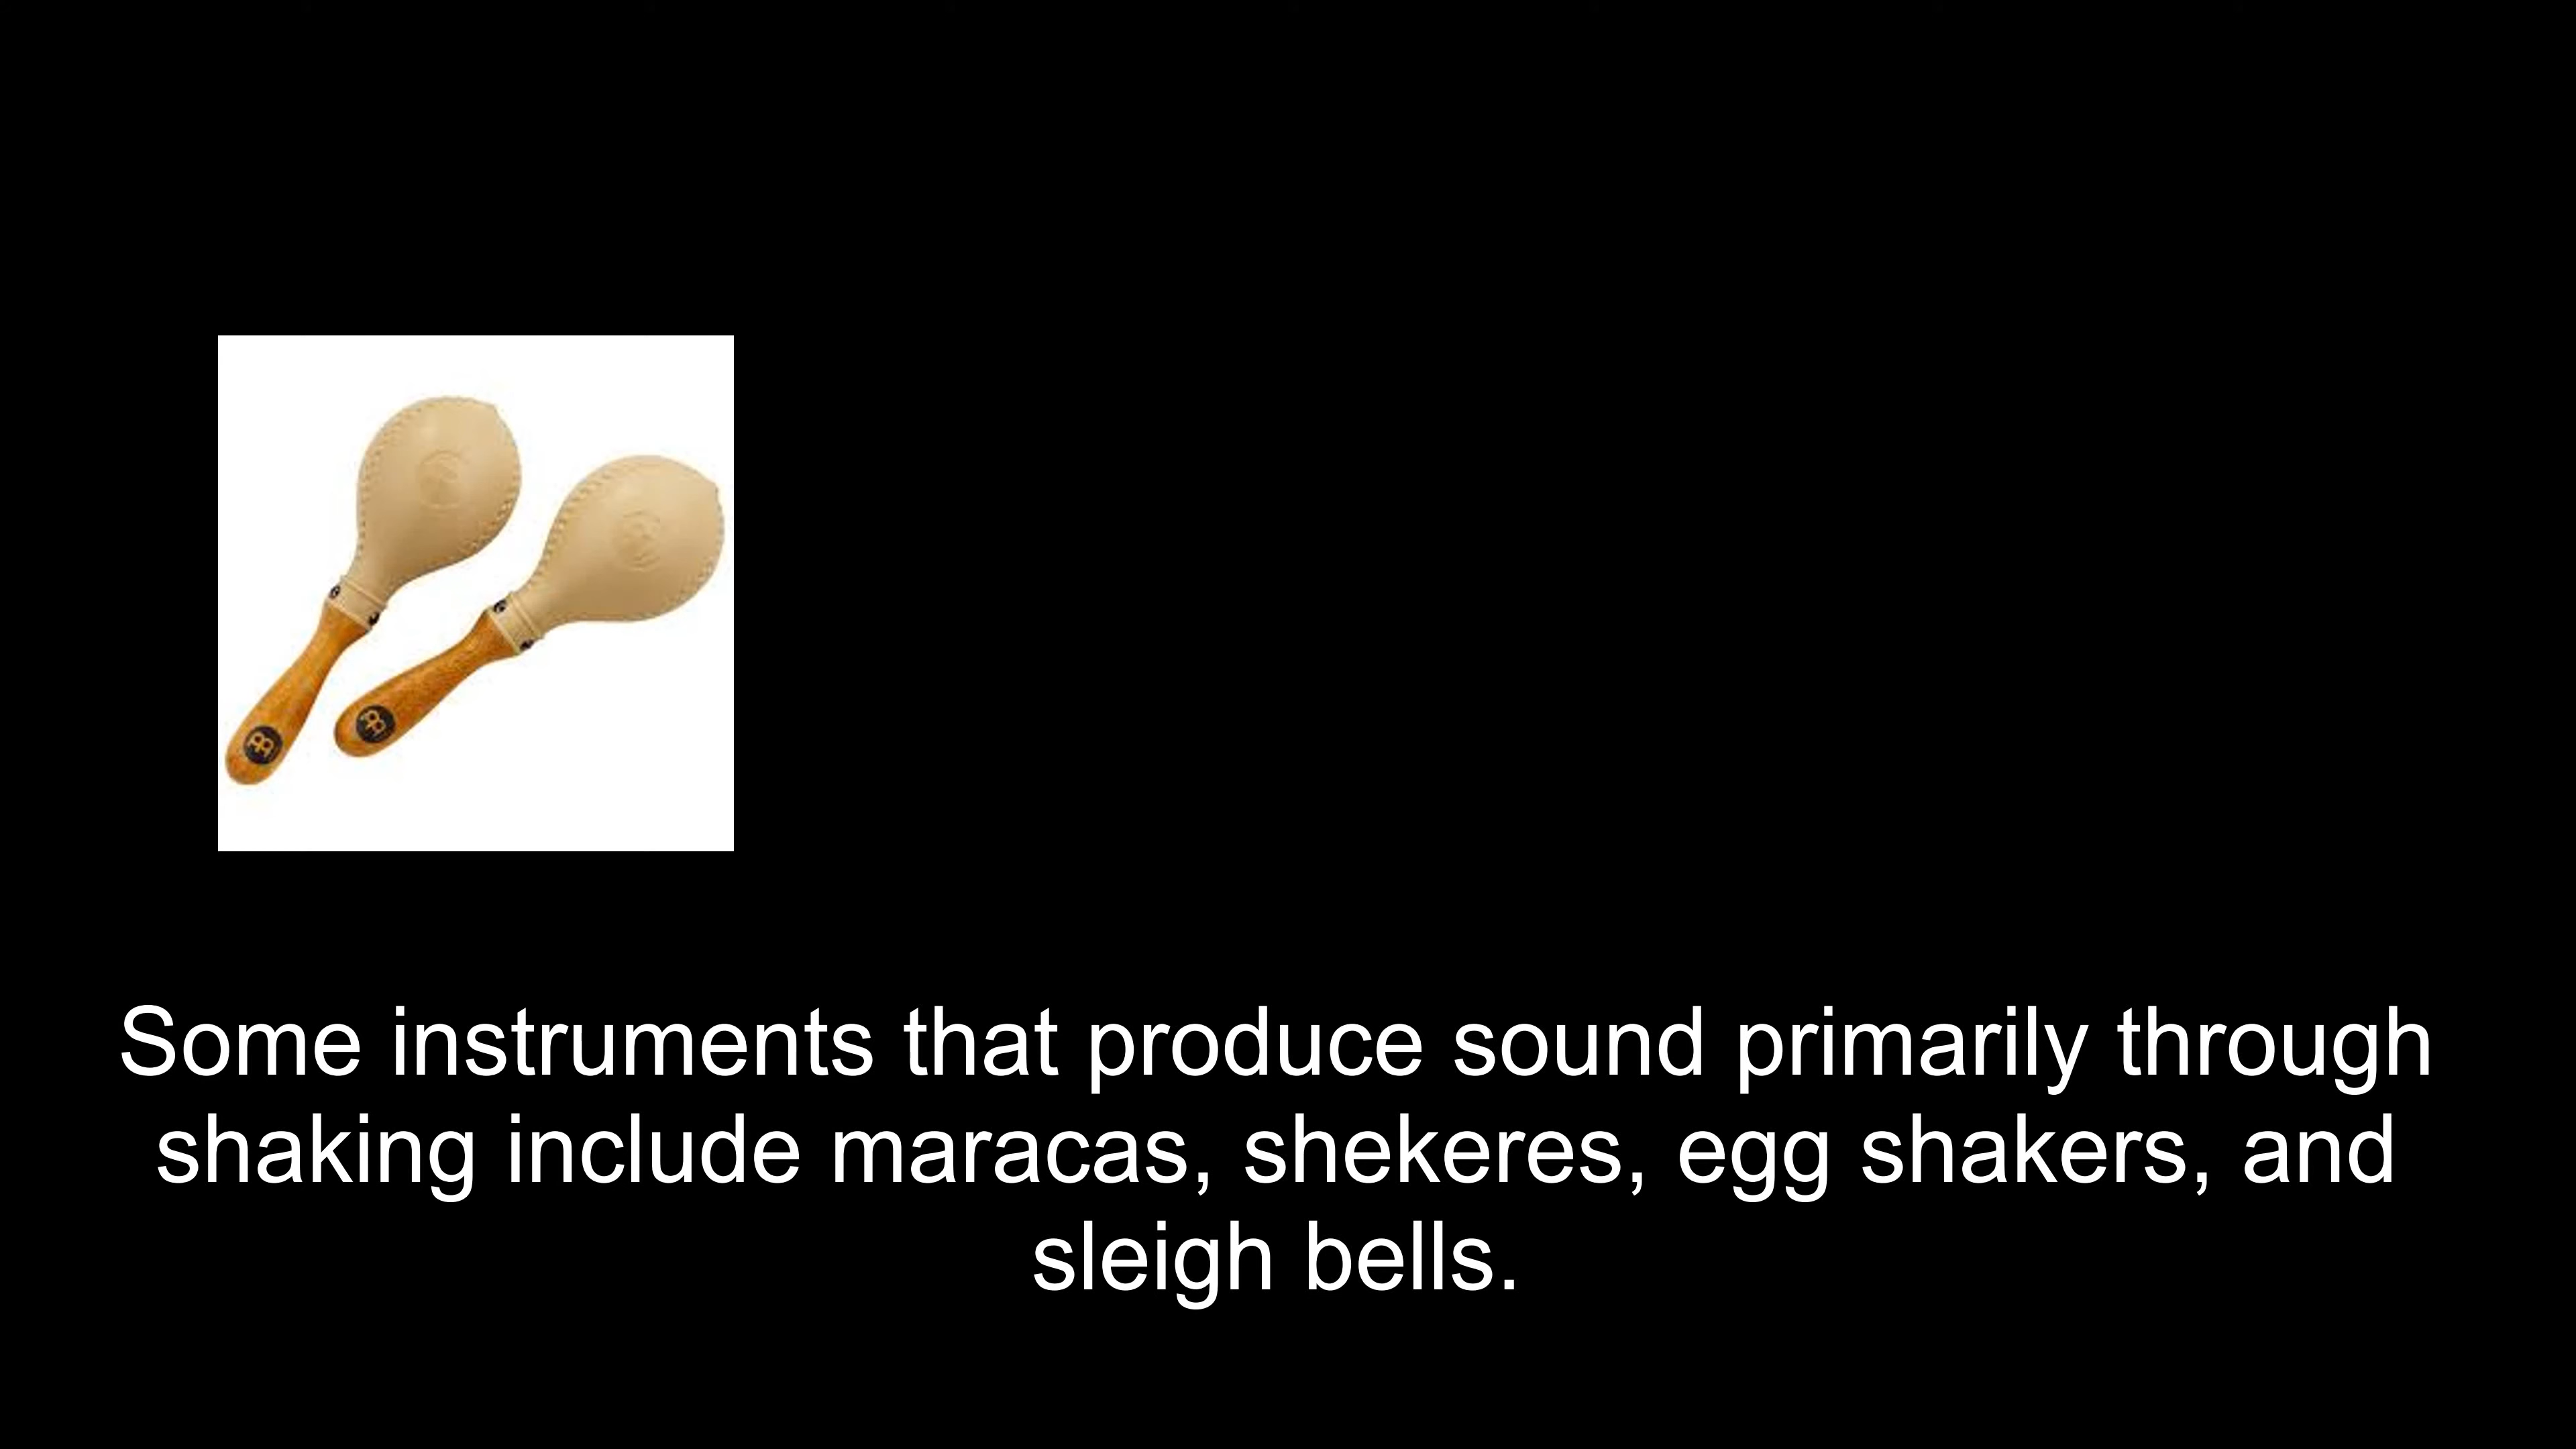 Some instruments that produce sound primarily through
shaking include maracas, shekeres, egg shakers, and
sleigh bells.